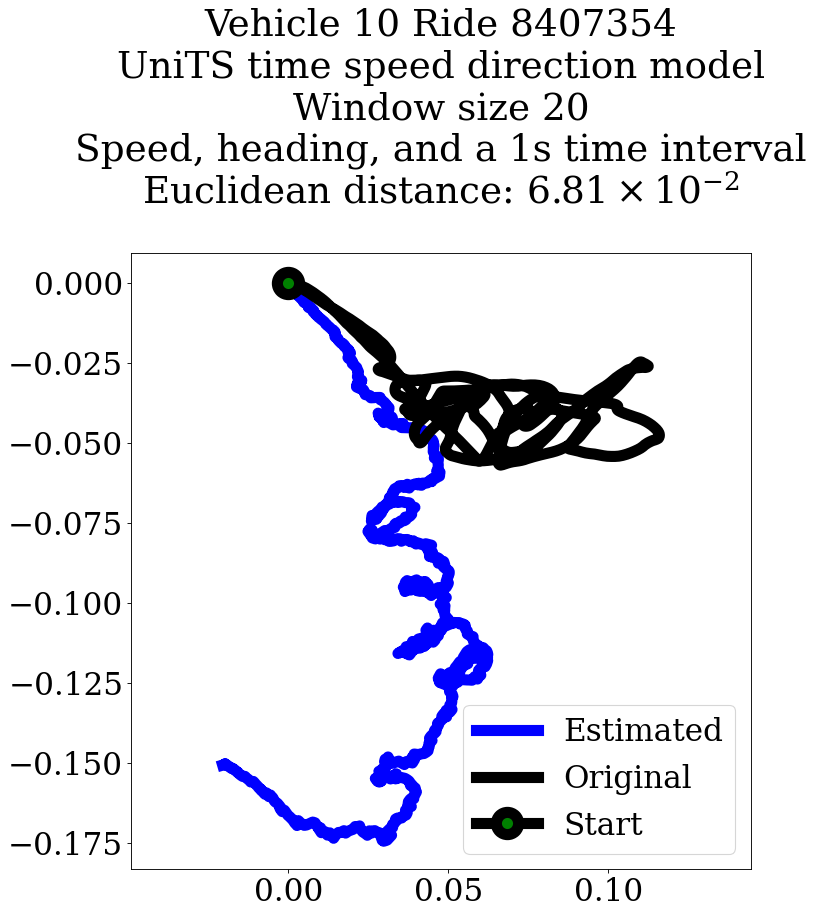 Vehicle 10 Ride 8407354
UniTS time speed direction model
Window size 20
Speed, heading, and a 1s time interval
Euclidean distance: 6.81 × 10⁻²
0.000
−0.025
−0.050
−0.075
−0.100
−0.125
−0.150
−0.175
Estimated
Original
Start
0.00 0.05 0.10